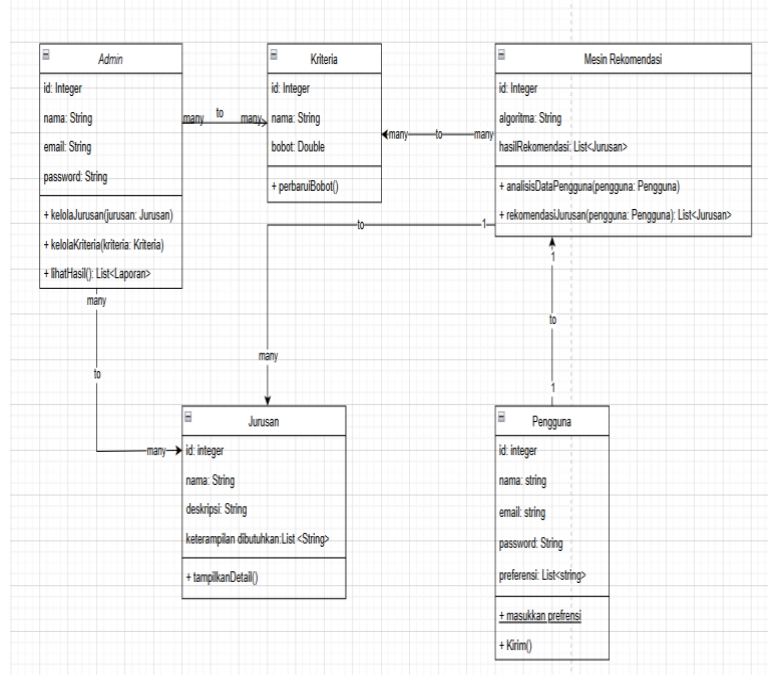 Admin
id: Integer
nama: String
email: String
password: String
+ kelolaJurusan(jurusan: Jurusan)
+ kelolaKriteria(kriteria: Kriteria)
+ lihatHasil(): List<Laporan>
many
to
many
Kriteria
id: Integer
nama: String
bobot: Double
+ perbaruiBobot()
many
to
many
Mesin Rekomendasi
id: Integer
algoritma: String
hasilRekomendasi: List<Jurusan>
+ analisisDataPengguna(pengguna: Pengguna)
+ rekomendasiJurusan(pengguna: Pengguna): List<Jurusan>
to
1
many
1
to
1
many
to
many
Jurusan
id: integer
nama: String
deskripsi: String
keterampilan dibutuhkan:List <String>
+ tampilkanDetail()
Pengguna
id: integer
nama: string
email: string
password: String
preferensi: List<string>
+ masukkan prefrensi
+ Kirim()